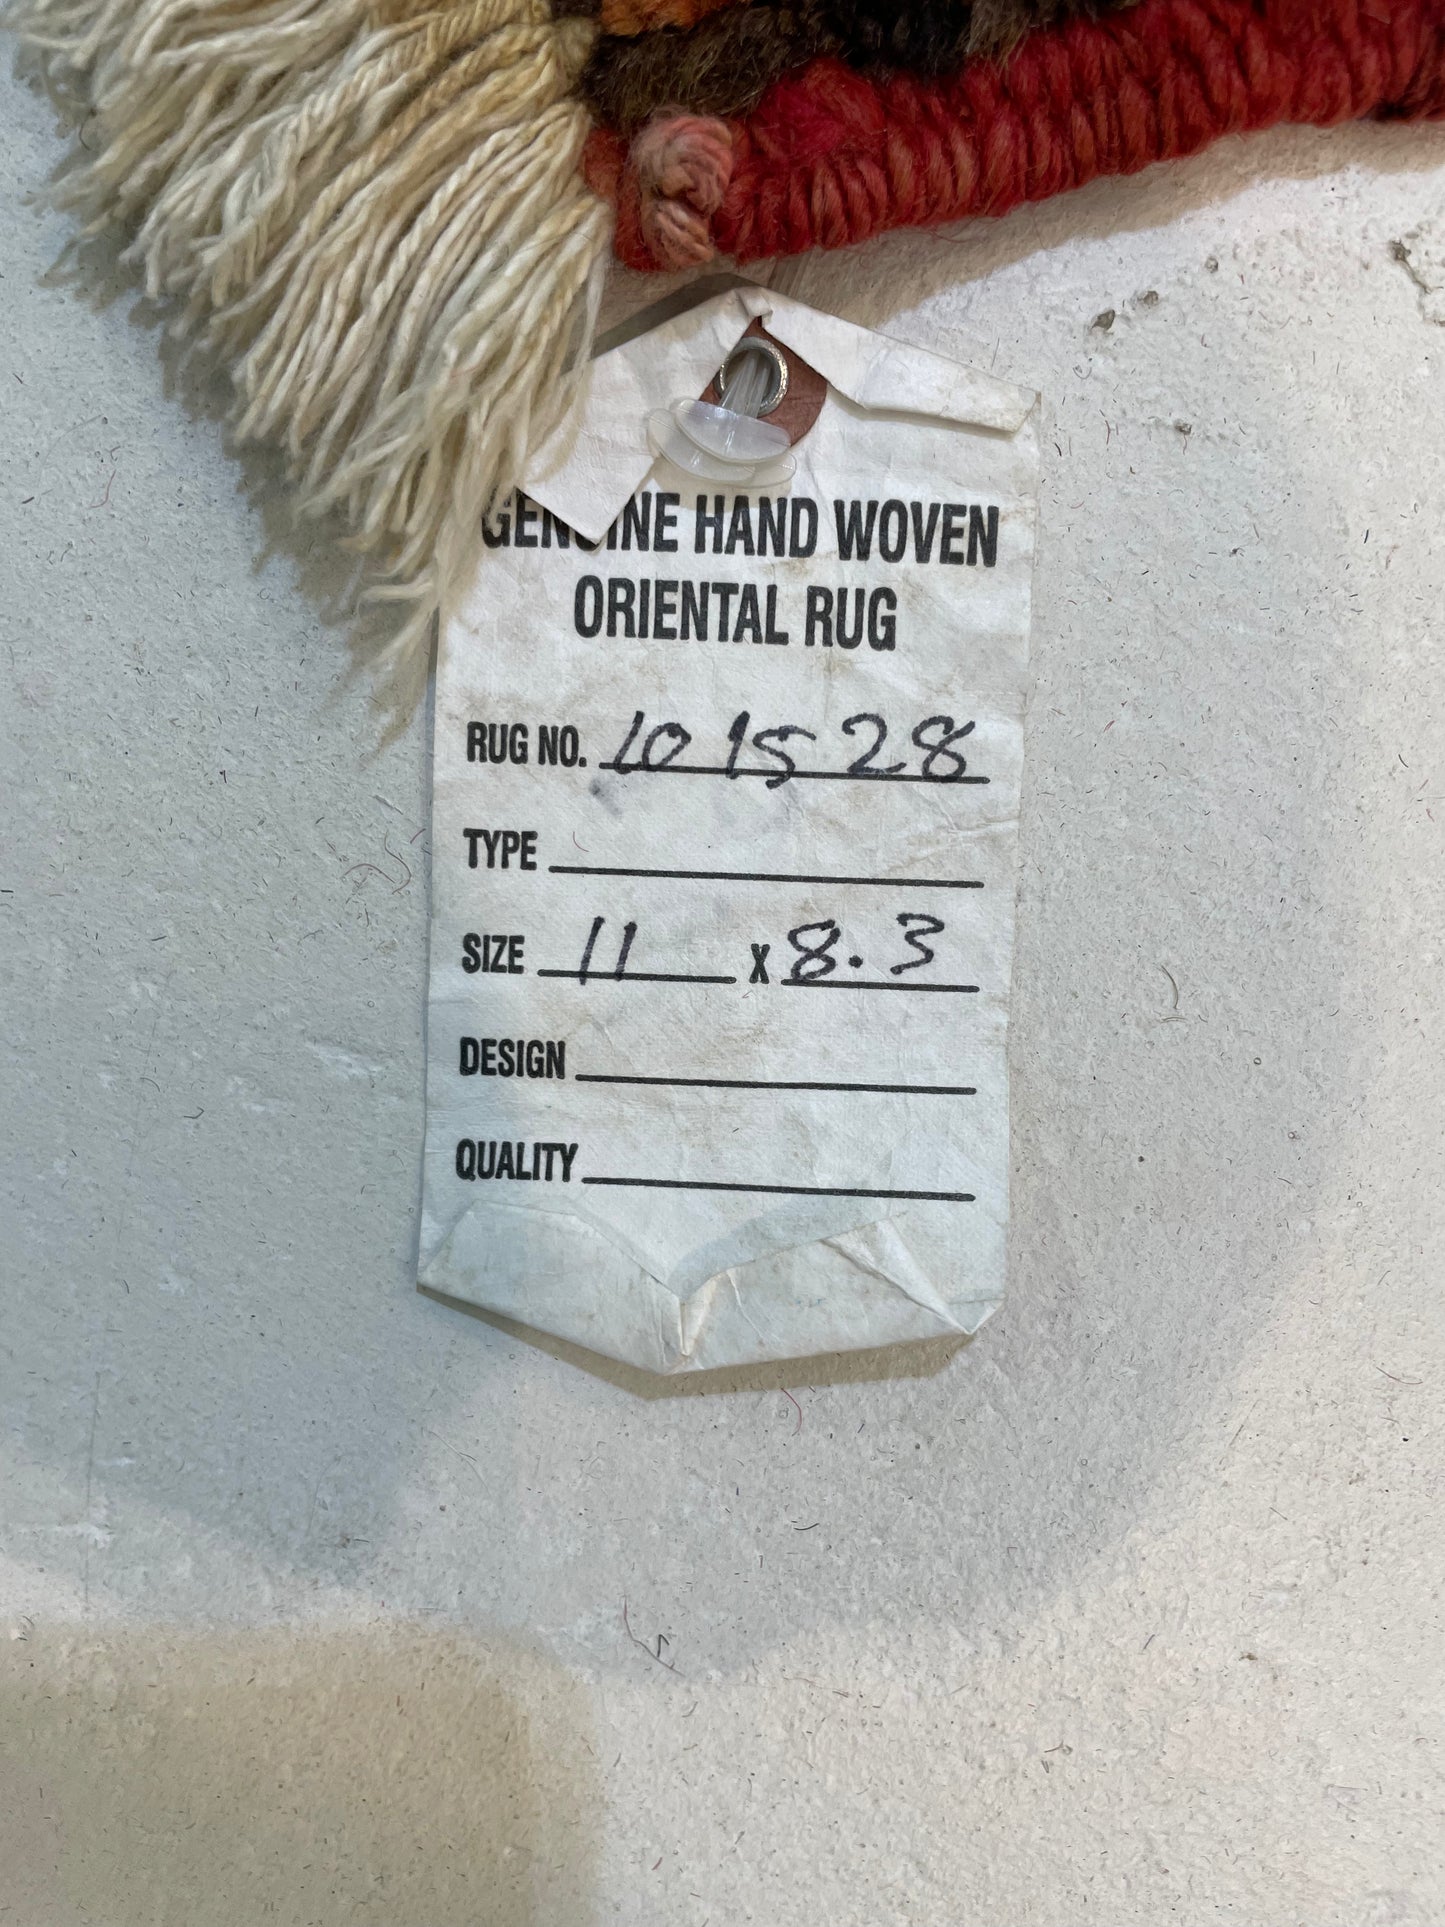 GENUINE HAND WOVEN
ORIENTAL RUG
RUG NO. 101528
TYPE
SIZE 11 X 8.3
DESIGN
QUALITY